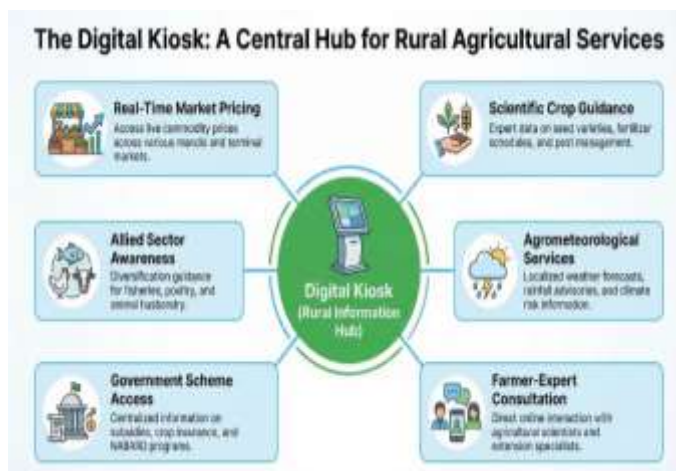 The Digital Kiosk: A Central Hub for Rural Agricultural Services
Real-Time Market Pricing
Access live commodity prices
across various mandis and terminal
markets.
Scientific Crop Guidance
Expert data on seed varieties, fertilizer
schedules, and pest management.
Allied Sector
Awareness
Diversification guidance
for fisheries, poultry, and
animal husbandry.
Digital Kiosk
(Rural Information
Hub)
Agrometeorological
Services
Localized weather forecasts,
rainfall advisories, and climate
risk information.
Government Scheme
Access
Centralized information on
subsidies, crop insurance, and
NABARD programs.
Farmer-Expert
Consultation
Direct online interaction with
agricultural scientists and
extension specialists.